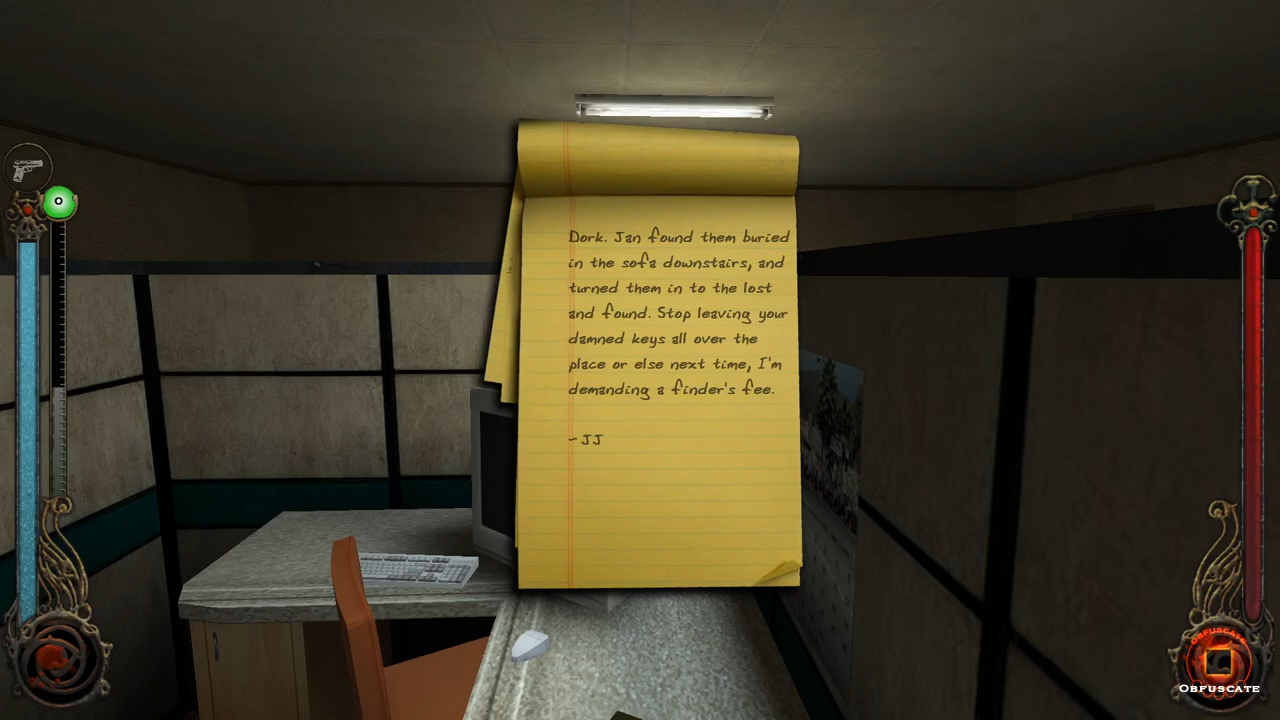 Dork. Jan found them buried
in the sofa downstairs, and
turned them in to the lost
and found. Stop leaving your
damned keys all over the
place or else next time, I'm
demanding a finder's fee.
~JJ
OBFUSCATE
OBFUSCATE